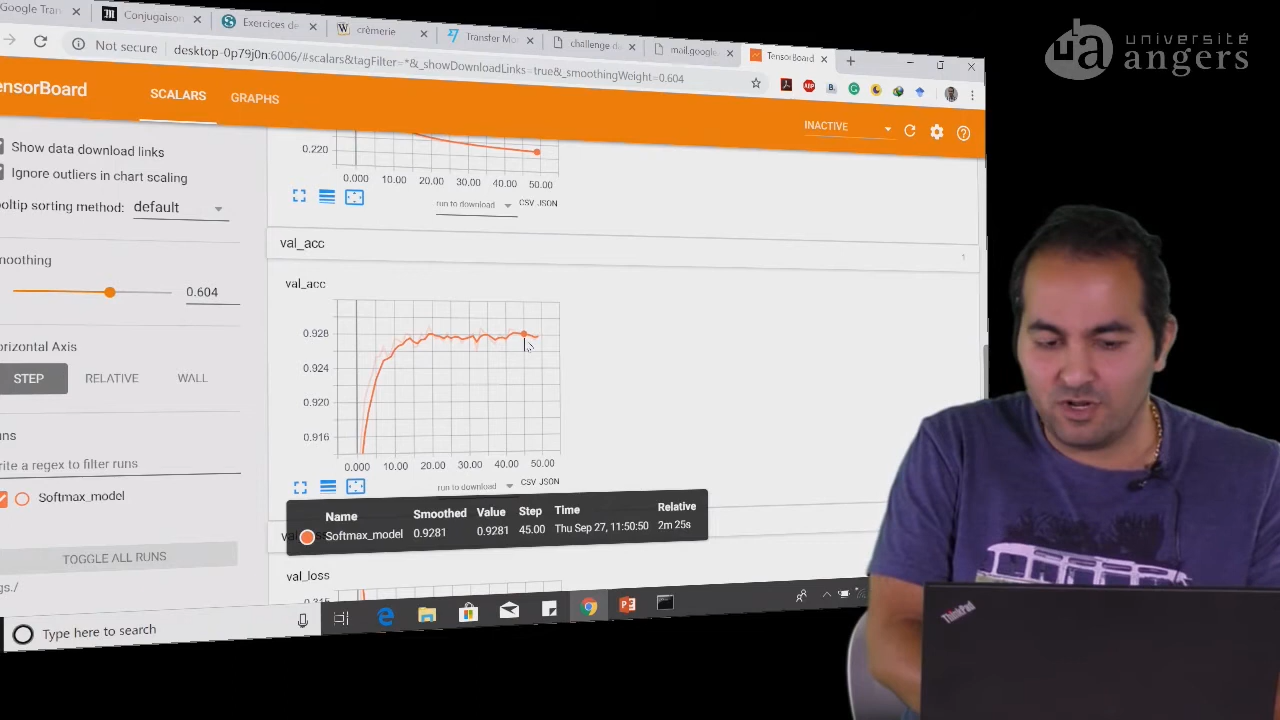 Google Tran
Conjugaison
Exercices de
crèmerie
Transfer Mo
challenge d
mail.google.
TensorBoard
Not secure
desktop-0p79j0n:6006/#scalars&tagFilter=*&_showDownloadLinks=true&_smoothingWeight=0.604
université
angers
ensorBoard
SCALARS
GRAPHS
INACTIVE
Show data download links
Ignore outliers in chart scaling
ooltip sorting method:
default
moothing
0.604
orizontal Axis
STEP
RELATIVE
WALL
uns
rite a regex to filter runs
Softmax_model
TOGGLE ALL RUNS
gs./
0.220
0.000 10.00 20.00 30.00 40.00 50.00
run to download
CSV JSON
val_acc
1
val_acc
0.928
0.924
0.920
0.916
0.000 10.00 20.00 30.00 40.00 50.00
run to download
CSV JSON
Name Smoothed Value Step Time Relative
Softmax_model 0.9281 0.9281 45.00 Thu Sep 27, 11:50:50 2m 25s
val_loss
0.315
Type here to search
ThinkPad